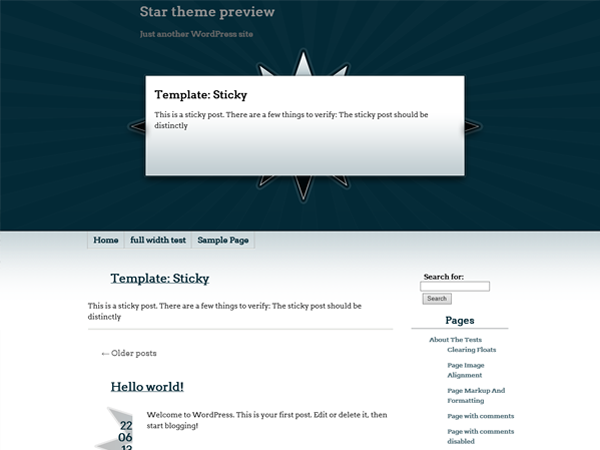 Star theme preview
Just another WordPress site
Template: Sticky
This is a sticky post. There are a few things to verify: The sticky post should be
distinctly
Home full width test Sample Page
Template: Sticky
This is a sticky post. There are a few things to verify: The sticky post should be
distinctly
← Older posts
Hello world!
22
06
13
Welcome to WordPress. This is your first post. Edit or delete it, then
start blogging!
Search for:
Search
Pages
About The Tests
Clearing Floats
Page Image
Alignment
Page Markup And
Formatting
Page with comments
Page with comments
disabled